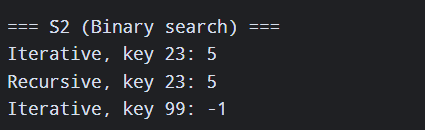 === S2 (Binary search) ===
Iterative, key 23: 5
Recursive, key 23: 5
Iterative, key 99: -1